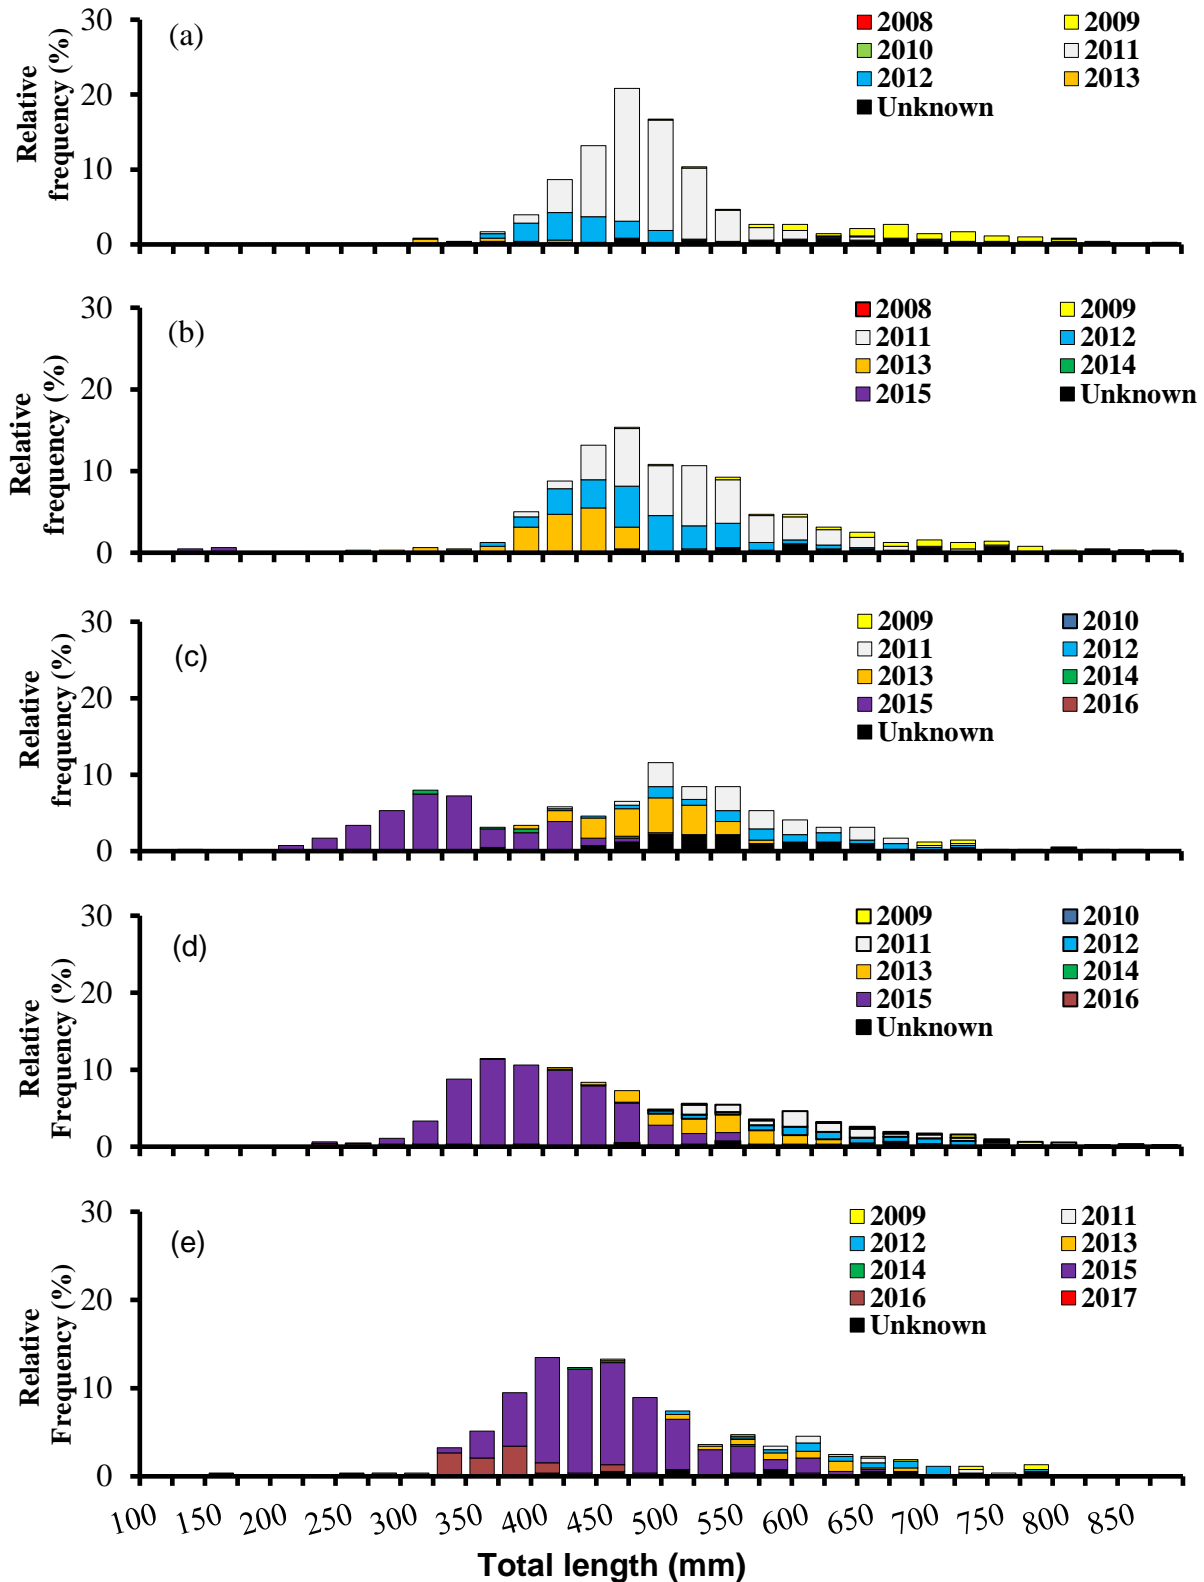 Relative
frequency (%)
30
20
10
0
(a)
2008
2009
2010
2011
2012
2013
Unknown
Relative
frequency (%)
30
20
10
0
(b)
2008
2009
2011
2012
2013
2014
2015
Unknown
Relative
frequency (%)
30
20
10
0
(c)
2009
2010
2011
2012
2013
2014
2015
2016
Unknown
Relative
Frequency (%)
30
20
10
0
(d)
2009
2010
2011
2012
2013
2014
2015
2016
Unknown
Relative
Frequency (%)
30
20
10
0
(e)
2009
2011
2012
2013
2014
2015
2016
2017
Unknown
100 150 200 250 300 350 400 450 500 550 600 650 700 750 800 850
Total length (mm)